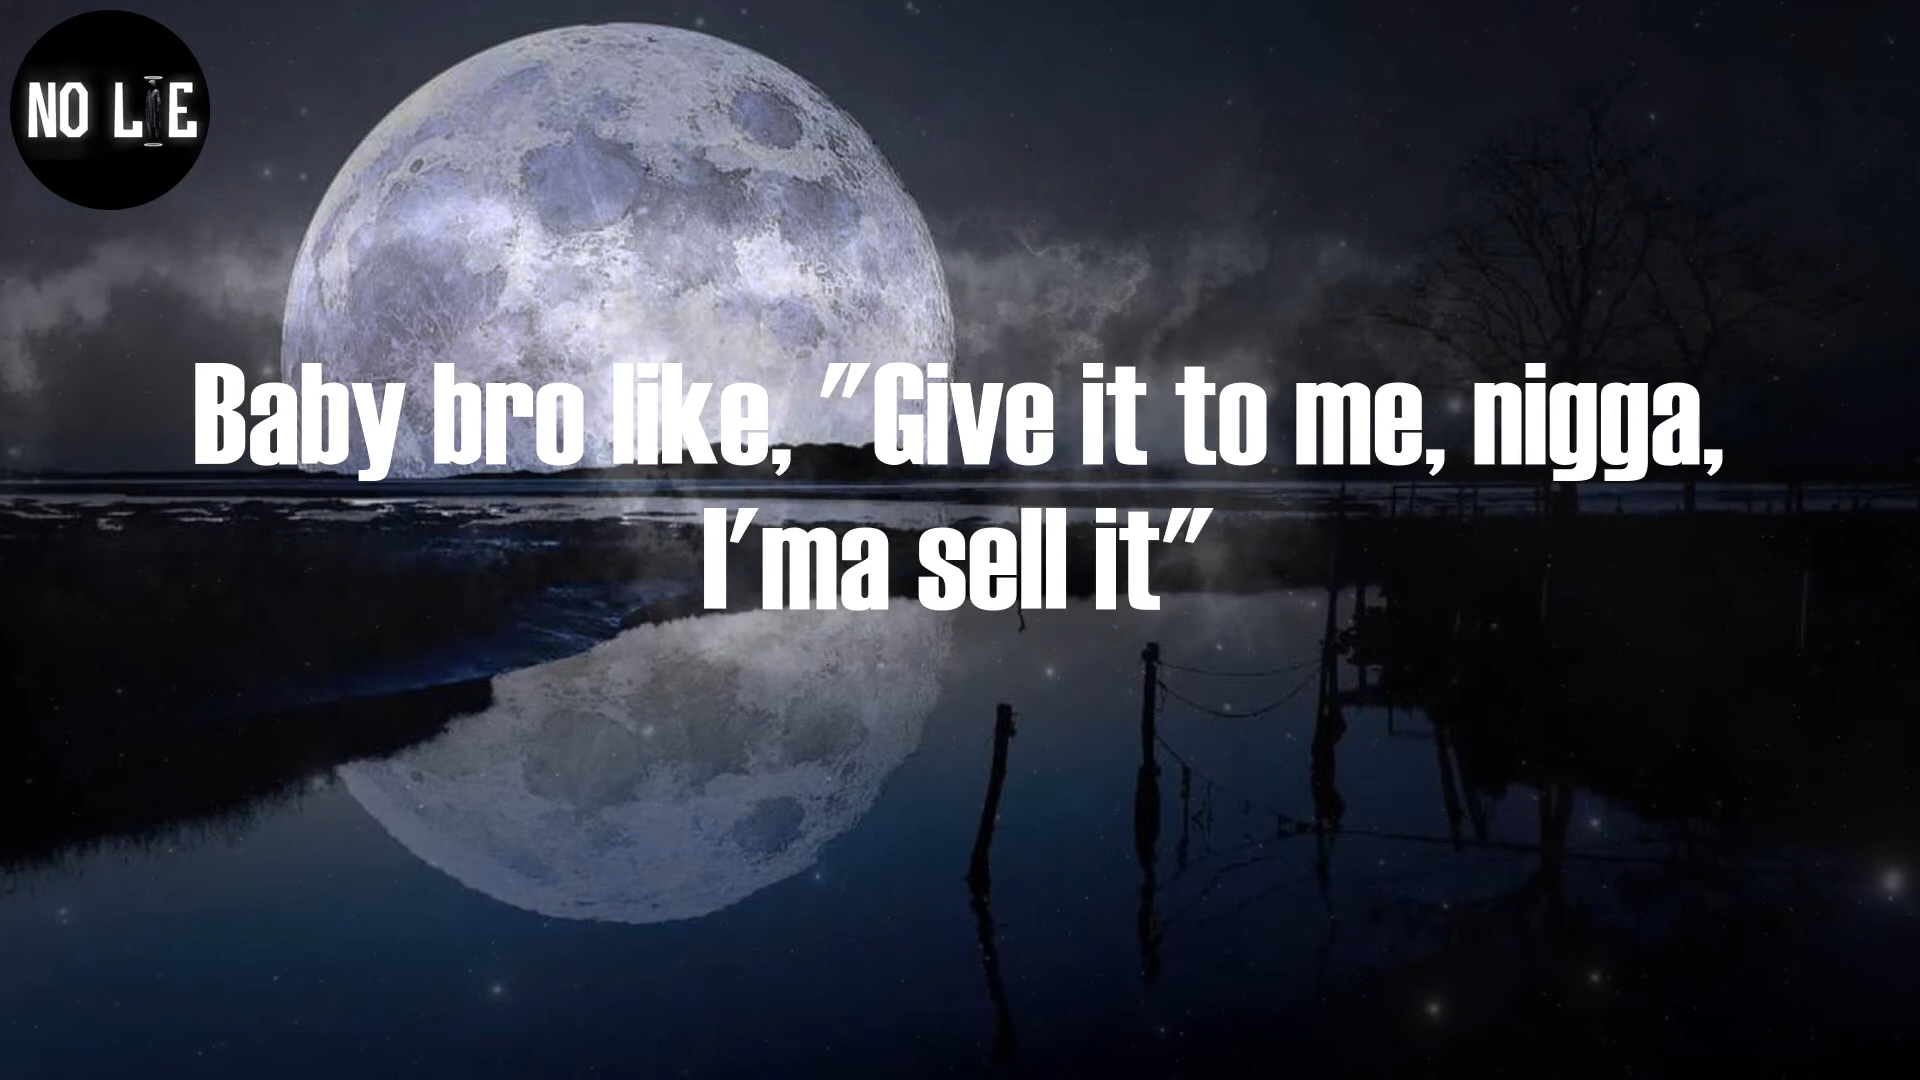 NO LIE
Baby bro like, "Give it to me, nigga,
I'ma sell it"